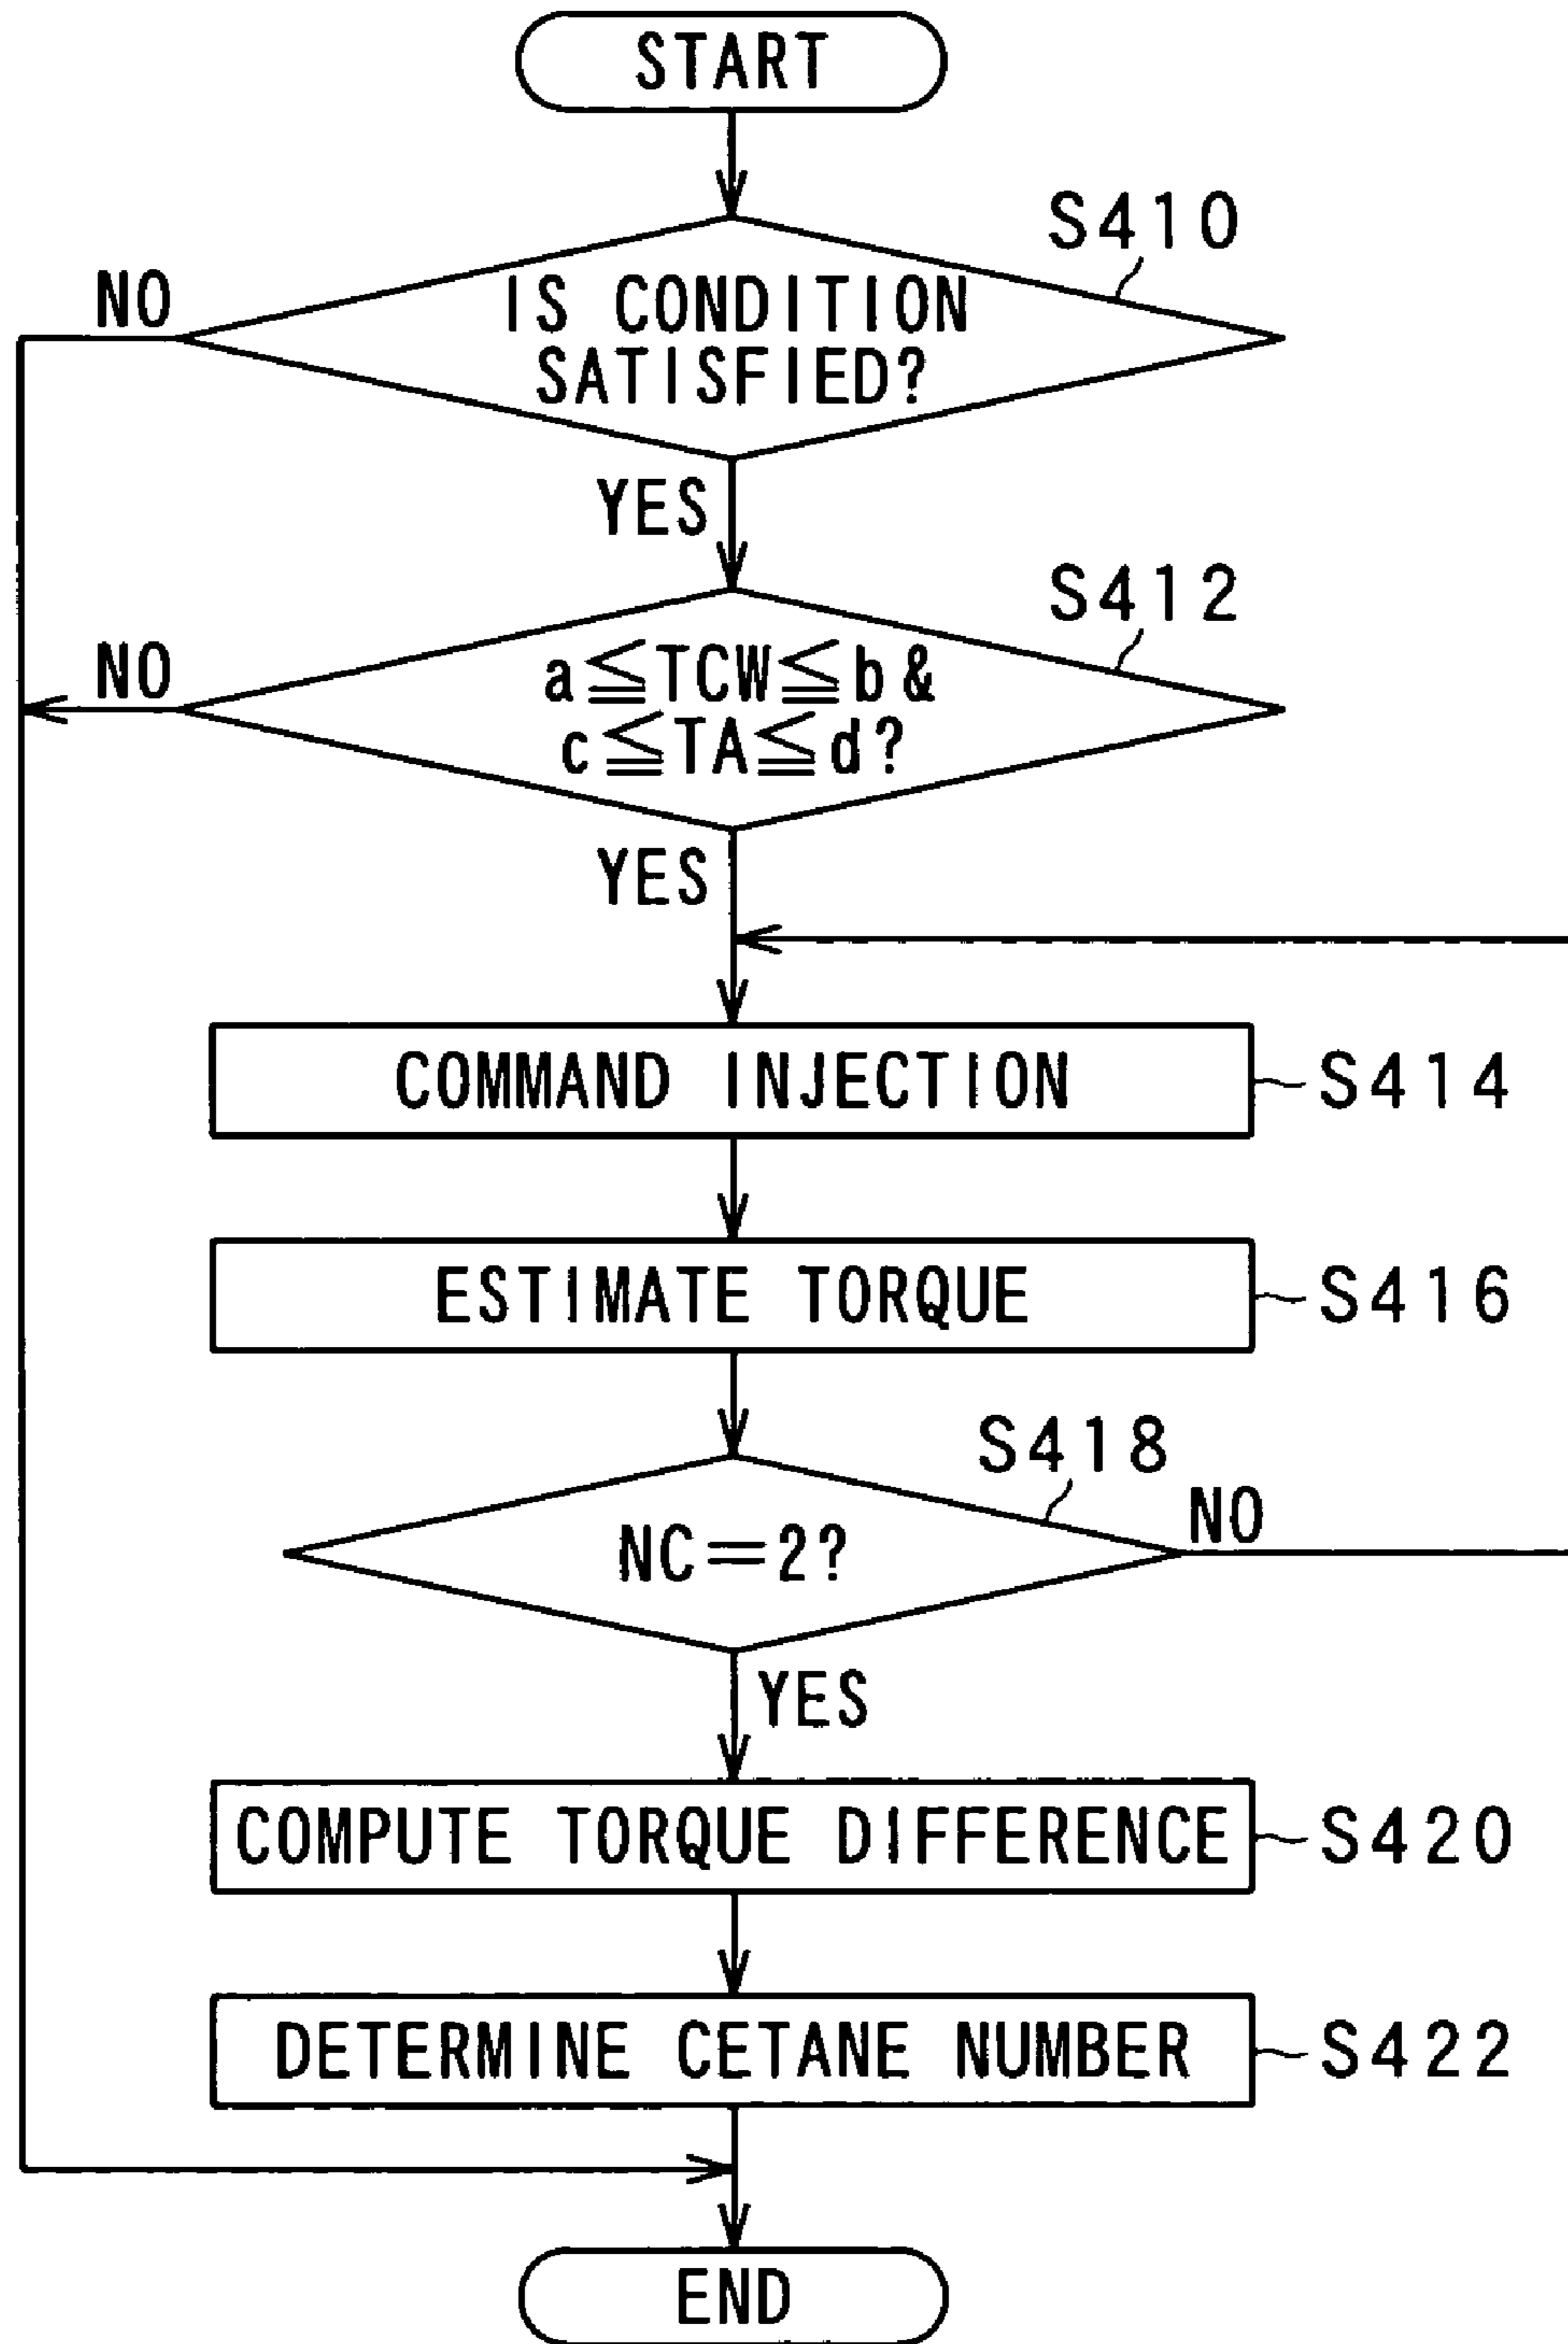 START
S410
NO
IS CONDITION
SATISFIED?
YES
S412
NO
a≦TCW≦b&
c≦TA≦d?
YES
COMMAND INJECTION
S414
ESTIMATE TORQUE
S416
S418
NC=2?
NO
YES
COMPUTE TORQUE DIFFERENCE
S420
DETERMINE CETANE NUMBER
S422
END